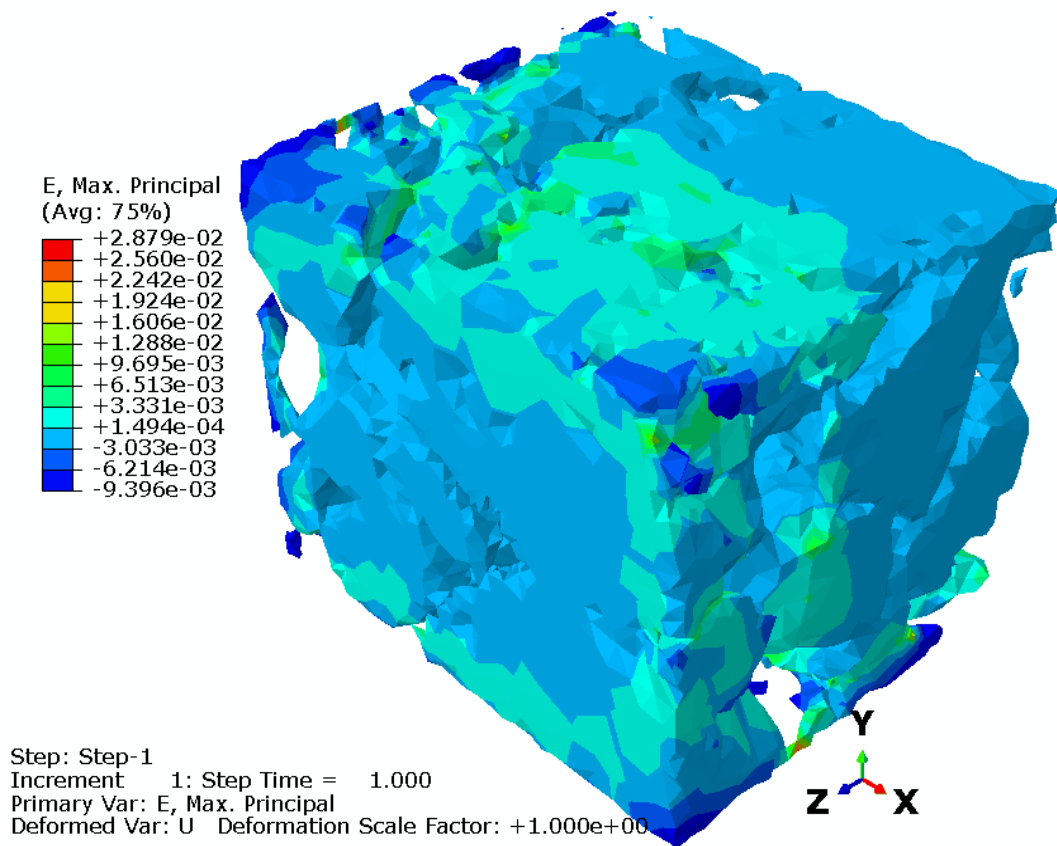 E, Max. Principal
(Avg: 75%)
+2.879e-02
+2.560e-02
+2.242e-02
+1.924e-02
+1.606e-02
+1.288e-02
+9.695e-03
+6.513e-03
+3.331e-03
+1.494e-04
-3.033e-03
-6.214e-03
-9.396e-03
Y
Z X
Step: Step-1
Increment 1: Step Time = 1.000
Primary Var: E, Max. Principal
Deformed Var: U Deformation Scale Factor: +1.000e+00